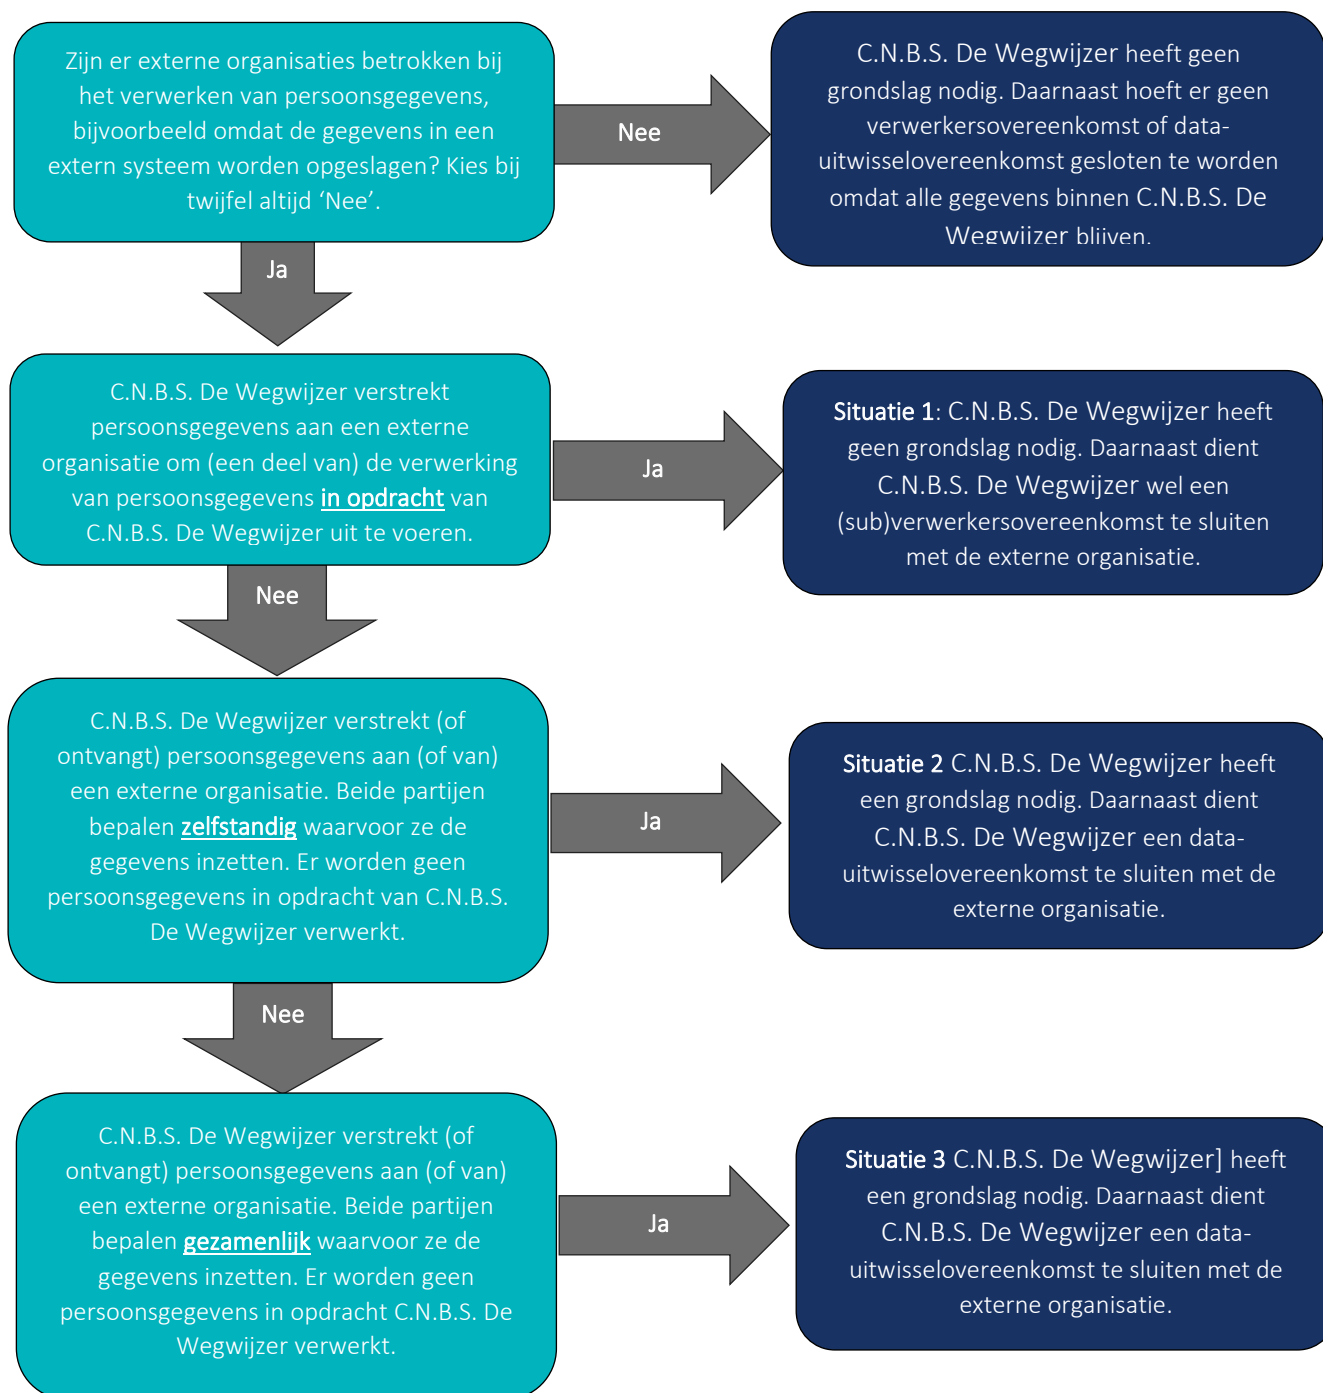 Zijn er externe organisaties betrokken bij
het verwerken van persoonsgegevens,
bijvoorbeeld omdat de gegevens in een
extern systeem worden opgeslagen? Kies bij
twijfel altijd ‘Nee’.
Nee
C.N.B.S. De Wegwijzer heeft geen
grondslag nodig. Daarnaast hoeft er geen
verwerkersovereenkomst of data-
uitwisselovereenkomst gesloten te worden
omdat alle gegevens binnen C.N.B.S. De
Wegwijzer blijven.
Ja
C.N.B.S. De Wegwijzer verstrekt
persoonsgegevens aan een externe
organisatie om (een deel van) de verwerking
van persoonsgegevens in opdracht van
C.N.B.S. De Wegwijzer uit te voeren.
Ja
Situatie 1: C.N.B.S. De Wegwijzer heeft
geen grondslag nodig. Daarnaast dient
C.N.B.S. De Wegwijzer wel een
(sub)verwerkersovereenkomst te sluiten
met de externe organisatie.
Nee
C.N.B.S. De Wegwijzer verstrekt (of
ontvangt) persoonsgegevens aan (of van)
een externe organisatie. Beide partijen
bepalen zelfstandig waarvoor ze de
gegevens inzetten. Er worden geen
persoonsgegevens in opdracht van C.N.B.S.
De Wegwijzer verwerkt.
Ja
Situatie 2 C.N.B.S. De Wegwijzer heeft
een grondslag nodig. Daarnaast dient
C.N.B.S. De Wegwijzer een data-
uitwisselovereenkomst te sluiten met de
externe organisatie.
Nee
C.N.B.S. De Wegwijzer verstrekt (of
ontvangt) persoonsgegevens aan (of van)
een externe organisatie. Beide partijen
bepalen gezamenlijk waarvoor ze de
gegevens inzetten. Er worden geen
persoonsgegevens in opdracht C.N.B.S. De
Wegwijzer verwerkt.
Ja
Situatie 3 C.N.B.S. De Wegwijzer] heeft
een grondslag nodig. Daarnaast dient
C.N.B.S. De Wegwijzer een data-
uitwisselovereenkomst te sluiten met de
externe organisatie.